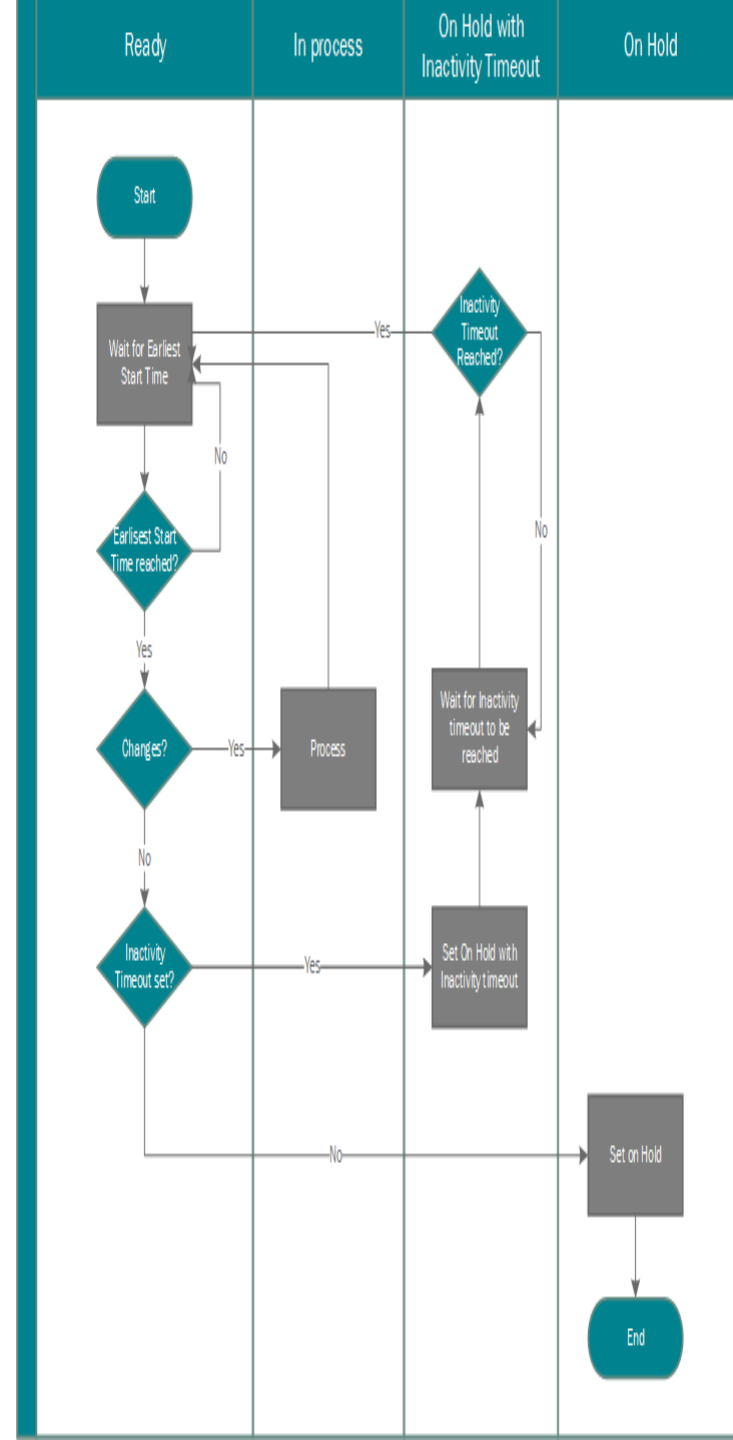 Ready
In process
On Hold with
Inactivity Timeout
On Hold
Start
Inactivity
Timeout
Reached?
Yes
Wait for Earliest
Start Time
No
Earlisest Start
Time reached?
No
Yes
Wait for Inactivity
timeout to be
reached
Changes?
Yes
Process
No
Inactivity
Timeout set?
Yes
Set On Hold with
Inactivity timeout
No
Set on Hold
End